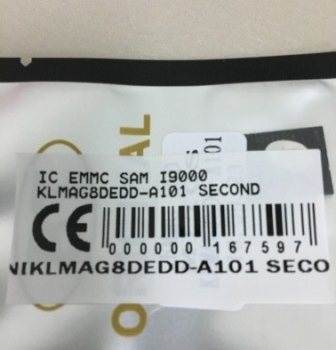 IC EMMC SAM I9000
KLMAG8DEDD-A101 SECOND
CE
000000 167597
NIKLMAG8DEDD-A101 SECO